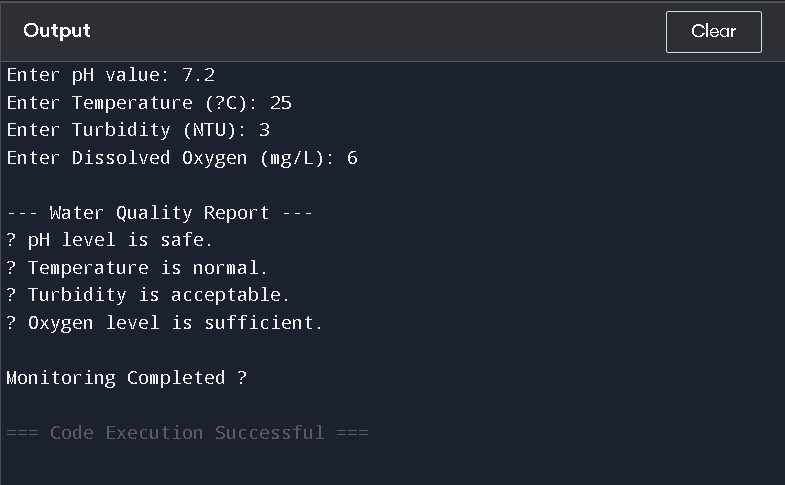 Output
Clear
Enter pH value: 7.2
Enter Temperature (?C): 25
Enter Turbidity (NTU): 3
Enter Dissolved Oxygen (mg/L): 6
--- Water Quality Report ---
? pH level is safe.
? Temperature is normal.
? Turbidity is acceptable.
? Oxygen level is sufficient.
Monitoring Completed ?
=== Code Execution Successful ===